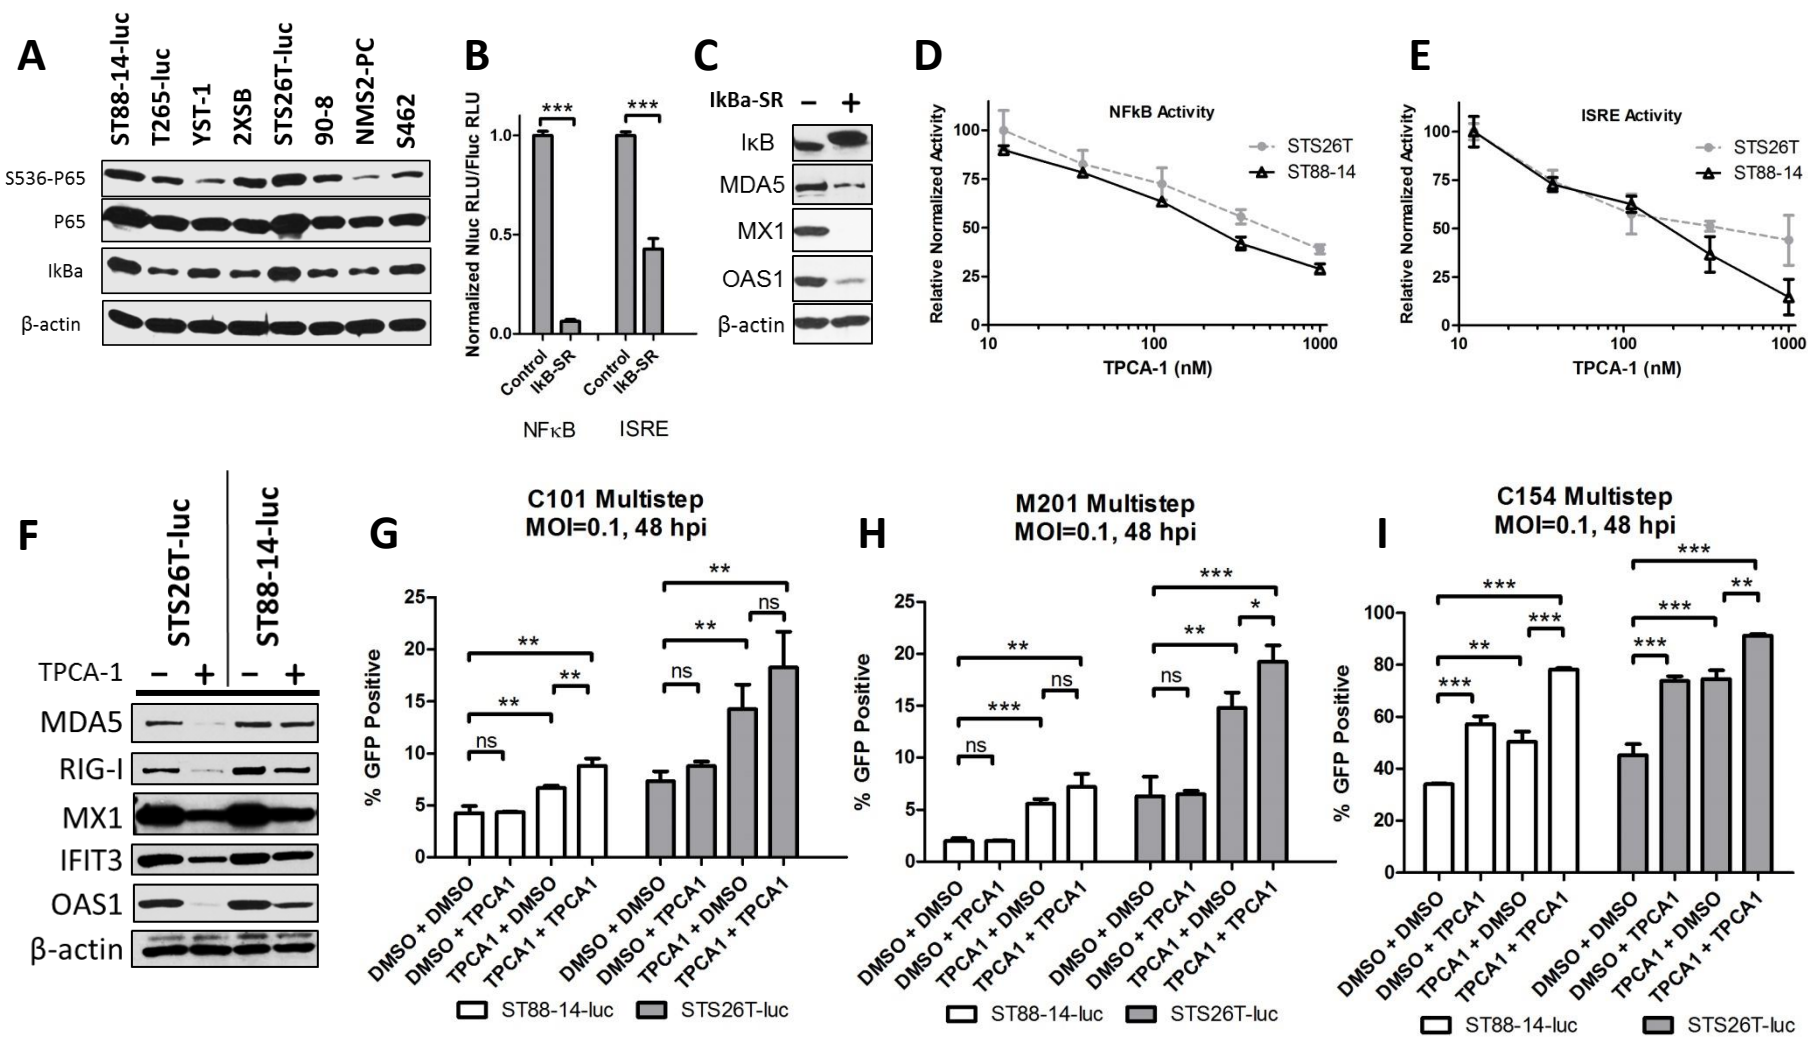 A
ST88-14-luc
T265-luc
YST-1
2XSB
STS26T-luc
90-8
NMS2-PC
S462
S536-P65
P65
IkBa
β-actin
B
Normalized Nluc RLU/Fluc RLU
1.0
0.5
0.0
***
***
Control
IkB-SR
Control
IkB-SR
NFκB
ISRE
C
IkBa-SR
− +
IκB
MDA5
MX1
OAS1
β-actin
D
NFkB Activity
Relative Normalized Activity
100
75
50
25
0
10 100 1000
TPCA-1 (nM)
STS26T
ST88-14
E
ISRE Activity
Relative Normalized Activity
100
75
50
25
0
10 100 1000
TPCA-1 (nM)
STS26T
ST88-14
F
STS26T-luc
ST88-14-luc
TPCA-1 − + − +
MDA5
RIG-I
MX1
IFIT3
OAS1
β-actin
G
C101 Multistep
MOI=0.1, 48 hpi
% GFP Positive
25
20
15
10
5
0
**
**
**
ns
**
ns
**
ns
DMSO + DMSO
DMSO + TPCA1
TPCA1 + DMSO
TPCA1 + TPCA1
DMSO + DMSO
DMSO + TPCA1
TPCA1 + DMSO
TPCA1 + TPCA1
ST88-14-luc
STS26T-luc
H
M201 Multistep
MOI=0.1, 48 hpi
% GFP Positive
25
20
15
10
5
0
**
ns
***
ns
***
*
**
ns
DMSO + DMSO
DMSO + TPCA1
TPCA1 + DMSO
TPCA1 + TPCA1
DMSO + DMSO
DMSO + TPCA1
TPCA1 + DMSO
TPCA1 + TPCA1
ST88-14-luc
STS26T-luc
I
C154 Multistep
MOI=0.1, 48 hpi
% GFP Positive
100
80
60
40
20
0
***
***
**
***
***
**
***
***
DMSO + DMSO
DMSO + TPCA1
TPCA1 + DMSO
TPCA1 + TPCA1
DMSO + DMSO
DMSO + TPCA1
TPCA1 + DMSO
TPCA1 + TPCA1
ST88-14-luc
STS26T-luc